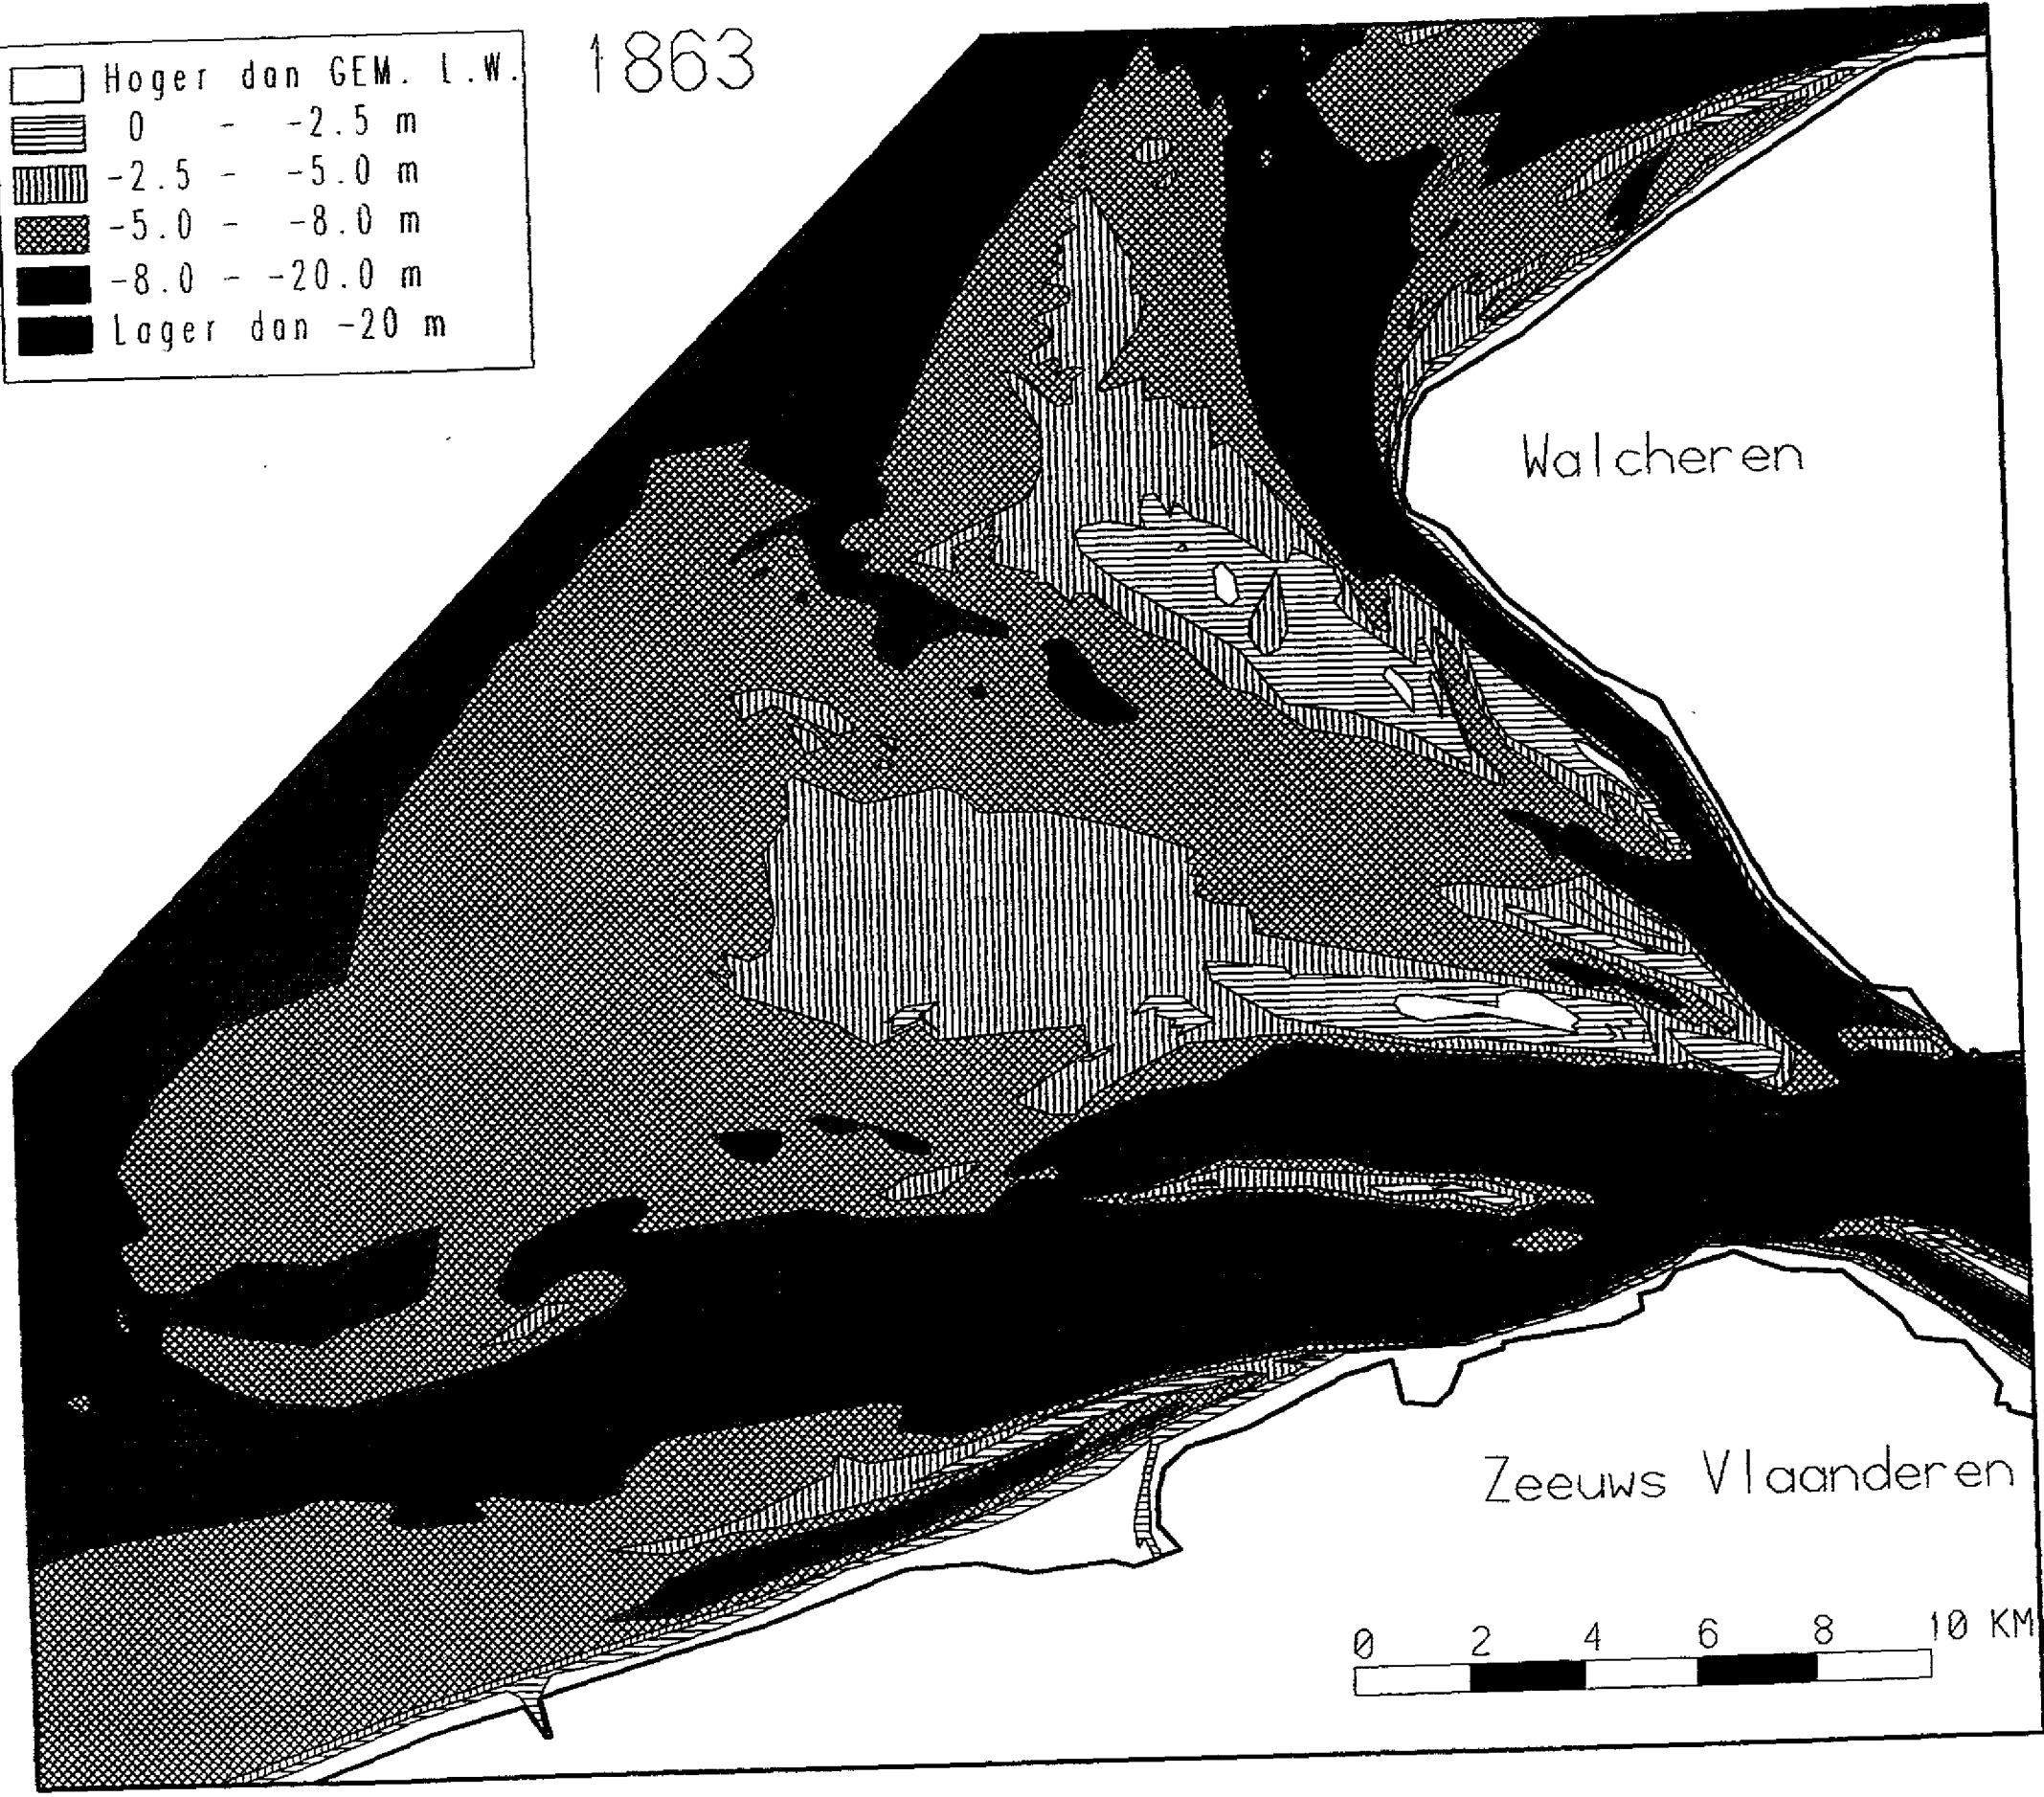 1863
Hoger dan GEM. L.W.
0 - -2.5 m
-2.5 - -5.0 m
-5.0 - -8.0 m
-8.0 - -20.0 m
Lager dan -20 m
Walcheren
Zeeuws Vlaanderen
0 2 4 6 8 10 KM